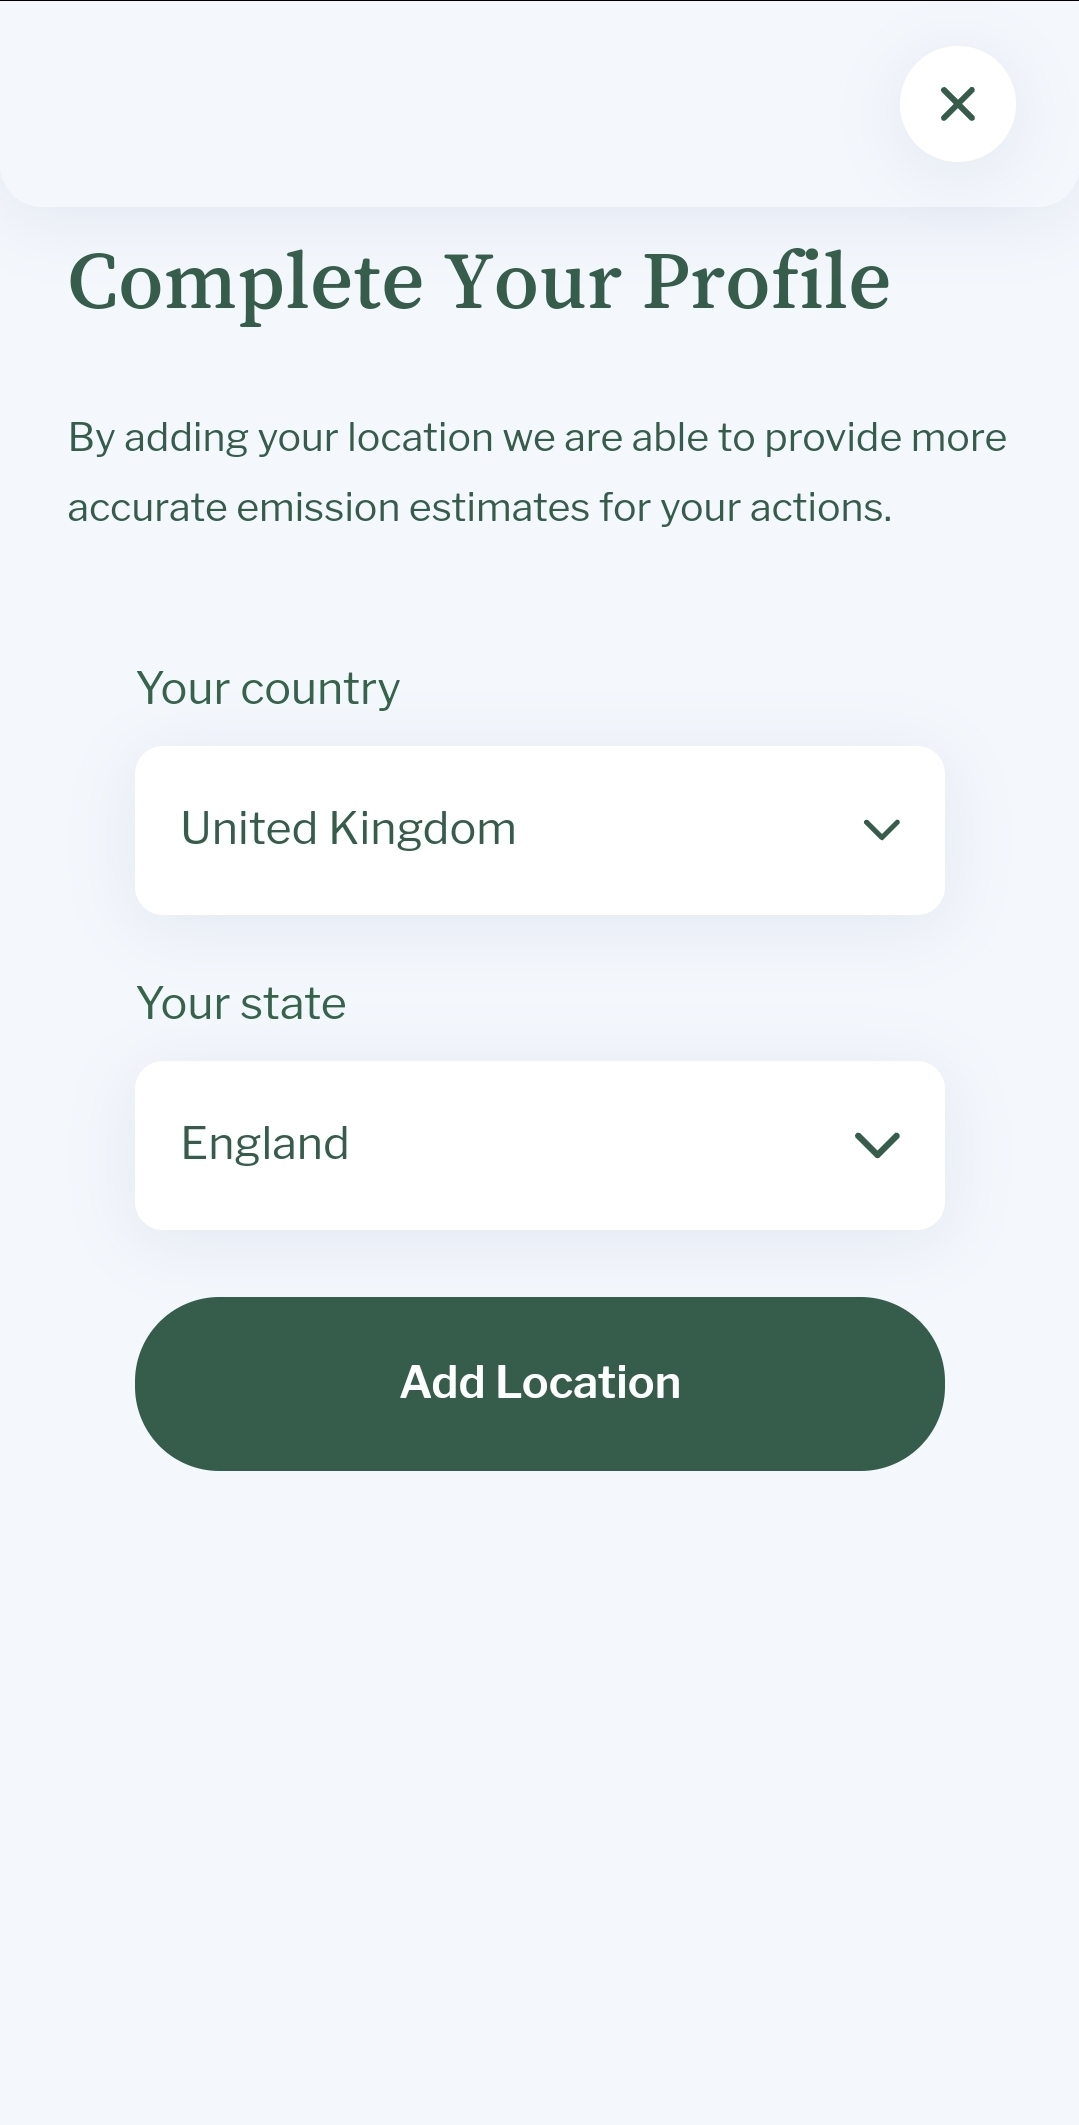 Complete Your Profile
By adding your location we are able to provide more
accurate emission estimates for your actions.
Your country
United Kingdom
Your state
England
Add Location